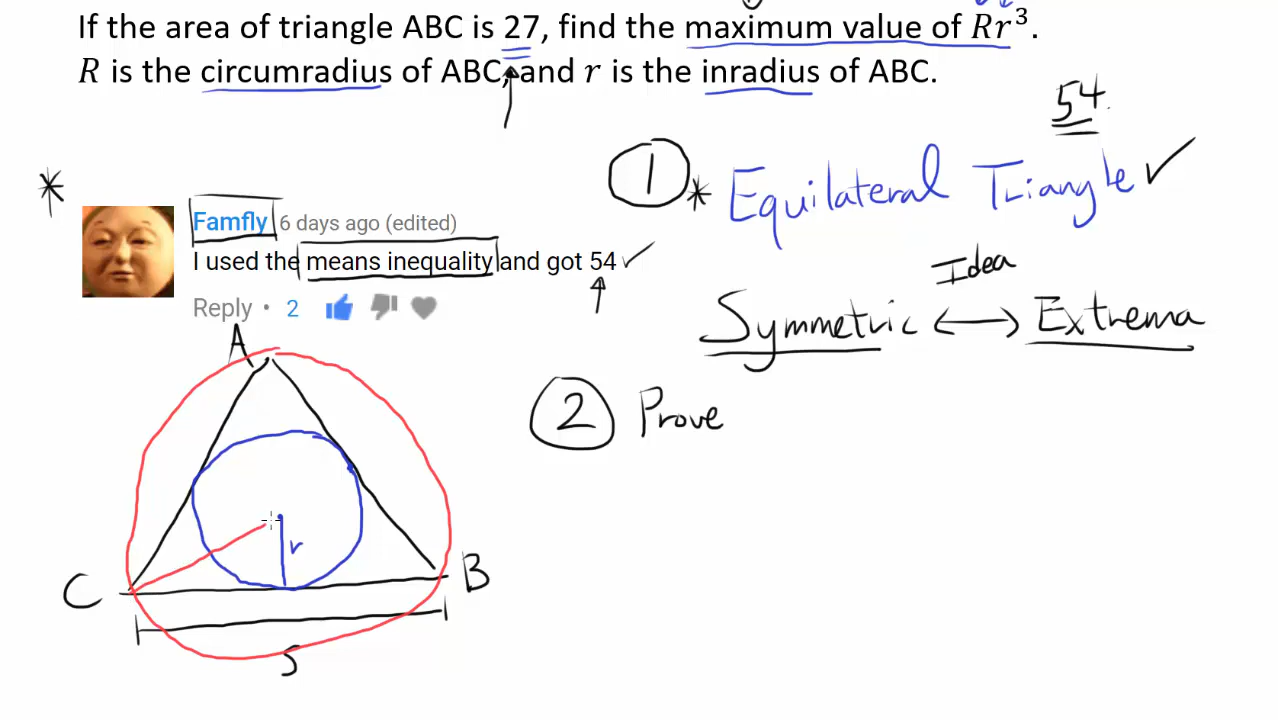 If the area of triangle ABC is 27, find the maximum value of Rr³.
R is the circumradius of ABC, and r is the inradius of ABC.
54.
1 * Equilateral Triangle ✓
*
Famfly 6 days ago (edited)
I used the means inequality and got 54 ✓
Reply • 2
Idea
Symmetric ⟷ Extrema
2 Prove
A
r
C
B
S